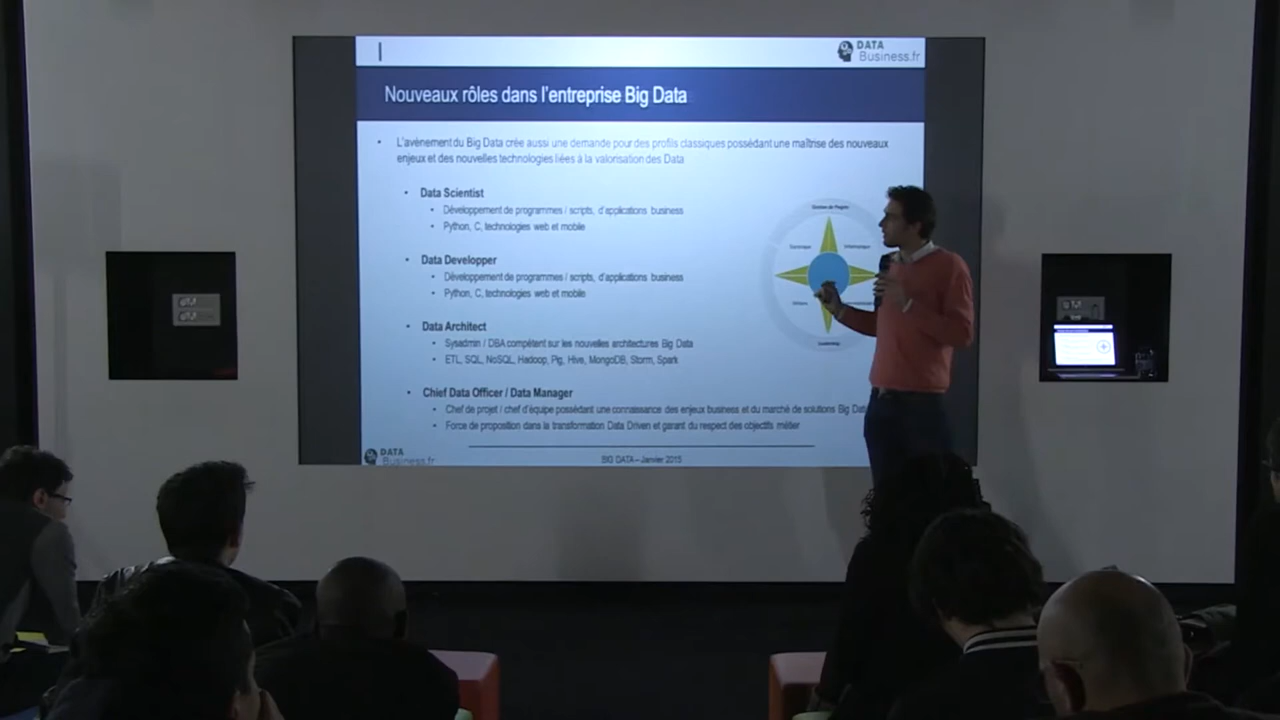 DATA
Business.fr
Nouveaux rôles dans l'entreprise Big Data
• L'avènement du Big Data crée aussi une demande pour des profils classiques possédant une maîtrise des nouveaux
enjeux et des nouvelles technologies liées à la valorisation des Data
• Data Scientist
• Développement de programmes / scripts, d'applications business
• Python, C, technologies web et mobile
• Data Developper
• Développement de programmes / scripts, d'applications business
• Python, C, technologies web et mobile
• Data Architect
• Sysadmin / DBA compétent sur les nouvelles architectures Big Data
• ETL, SQL, NoSQL, Hadoop, Pig, Hive, MongoDB, Storm, Spark
• Chief Data Officer / Data Manager
• Chef de projet / chef d'équipe possédant une connaissance des enjeux business et du marché de solutions Big Dat
• Force de proposition dans la transformation Data Driven et garant du respect des objectifs métier
Gestion de Projets
Informatique
Leadership
DATA
Business.fr
BIG DATA – Janvier 2015